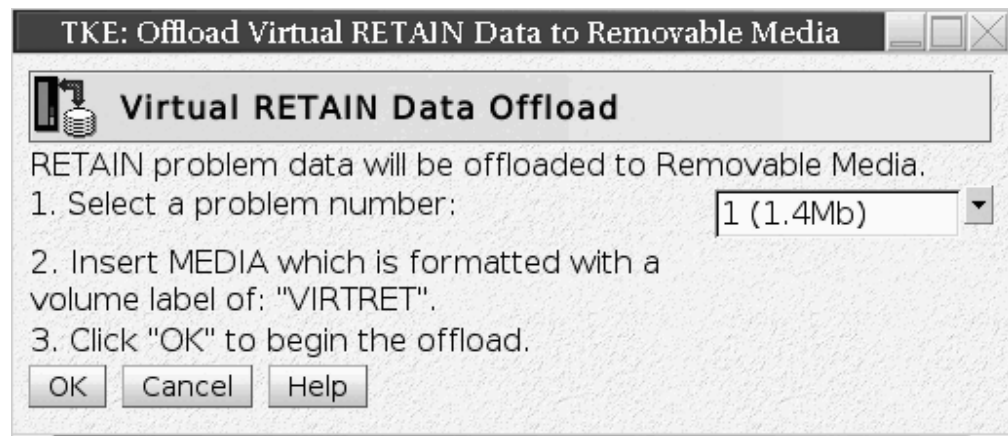 TKE: Offload Virtual RETAIN Data to Removable Media
Virtual RETAIN Data Offload
RETAIN problem data will be offloaded to Removable Media.
1. Select a problem number:
1 (1.4Mb)
2. Insert MEDIA which is formatted with a
volume label of: "VIRTRET".
3. Click "OK" to begin the offload.
OK Cancel Help